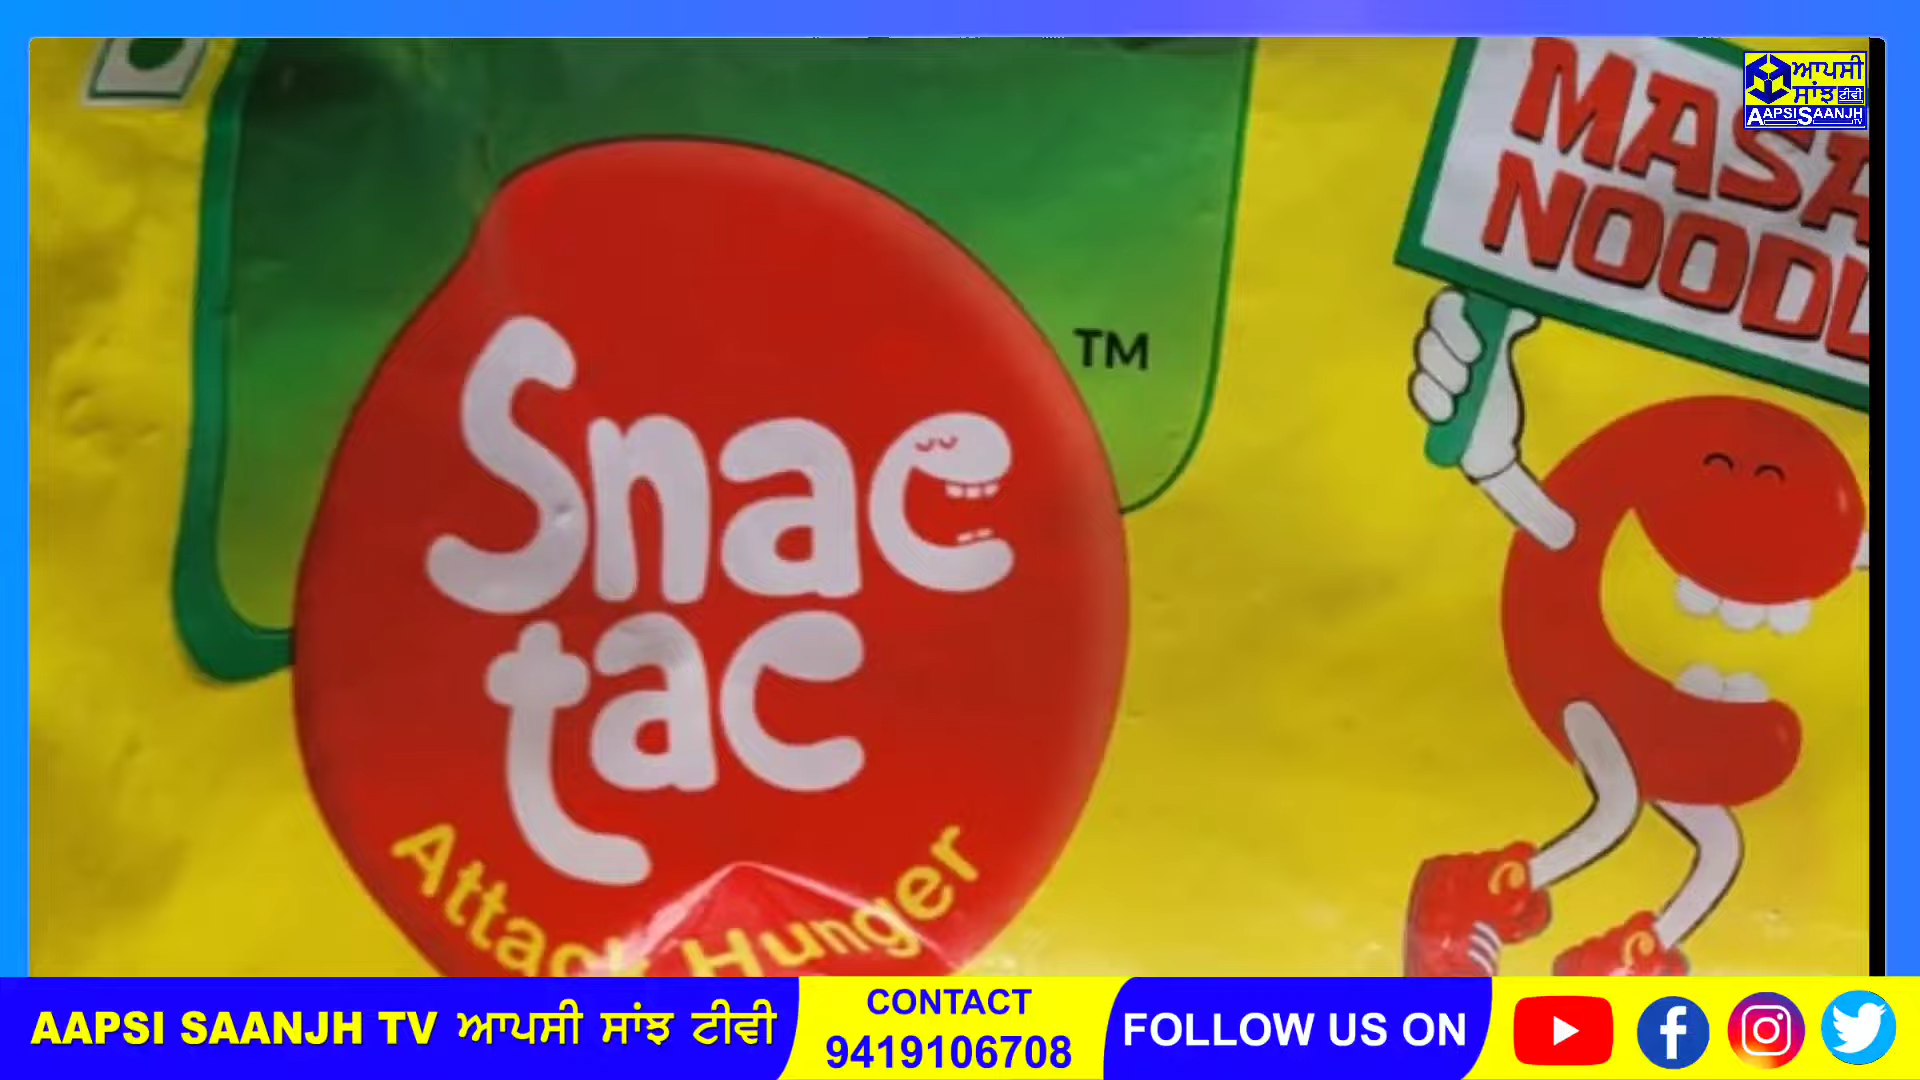 Snac
tac
TM
Attack Hunger
MASA
NOODL
ਆਪਸੀ
ਸਾਂਝ ਟੀਵੀ
AAPSI SAANJH TV
AAPSI SAANJH TV ਆਪਸੀ ਸਾਂਝ ਟੀਵੀ
CONTACT
9419106708
FOLLOW US ON